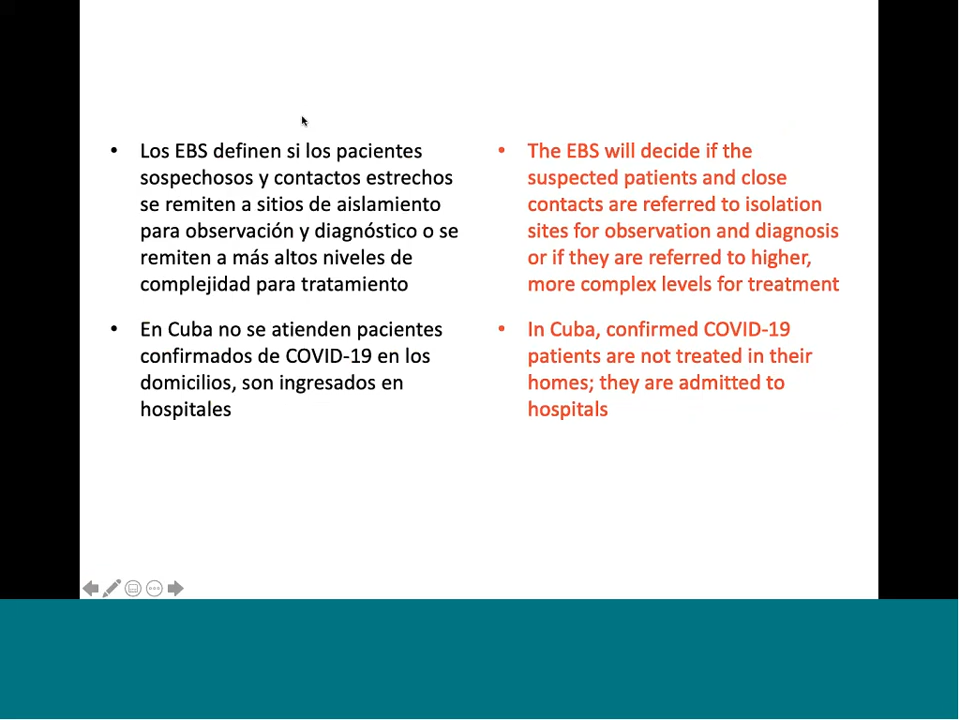 • Los EBS definen si los pacientes
sospechosos y contactos estrechos
se remiten a sitios de aislamiento
para observación y diagnóstico o se
remiten a más altos niveles de
complejidad para tratamiento
• En Cuba no se atienden pacientes
confirmados de COVID-19 en los
domicilios, son ingresados en
hospitales
• The EBS will decide if the
suspected patients and close
contacts are referred to isolation
sites for observation and diagnosis
or if they are referred to higher,
more complex levels for treatment
• In Cuba, confirmed COVID-19
patients are not treated in their
homes; they are admitted to
hospitals